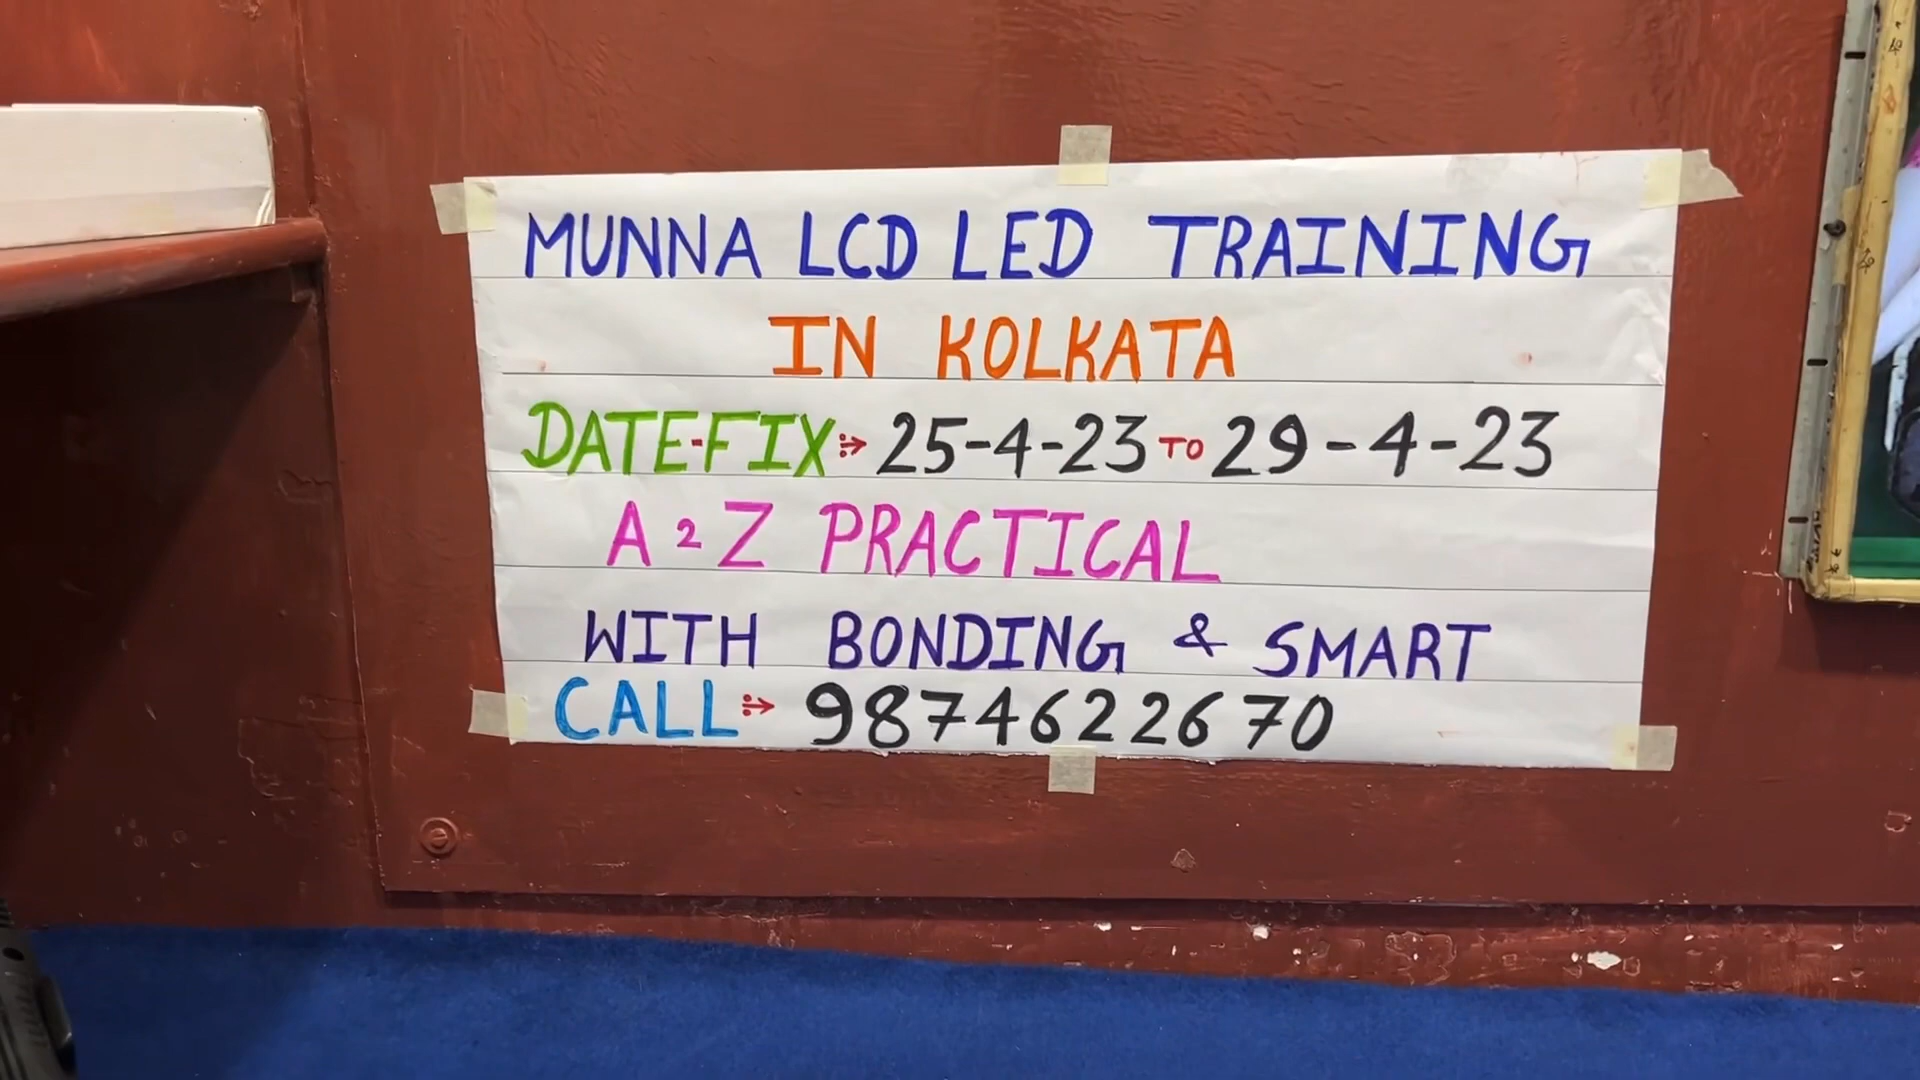 MUNNA LCD LED TRAINING
IN KOLKATA
DATE-FIX 25-4-23 TO 29-4-23
A 2 Z PRACTICAL
WITH BONDING & SMART
CALL 9874622670